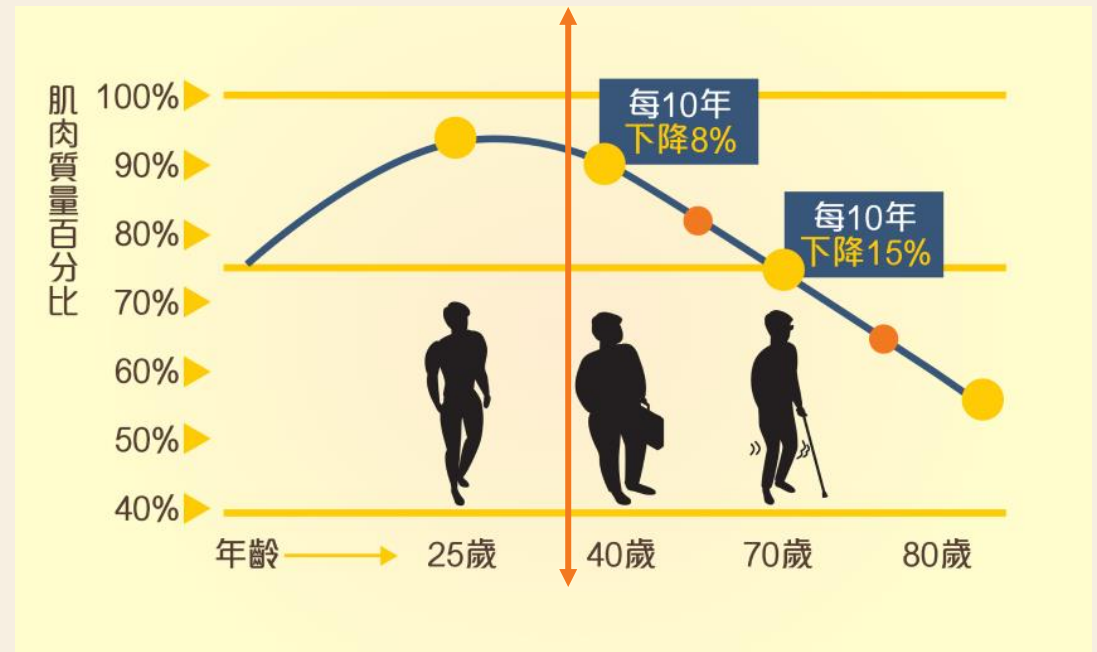 肌肉質量百分比
100%
90%
80%
70%
60%
50%
40%
每10年
下降8%
每10年
下降15%
年齡
25歲
40歲
70歲
80歲